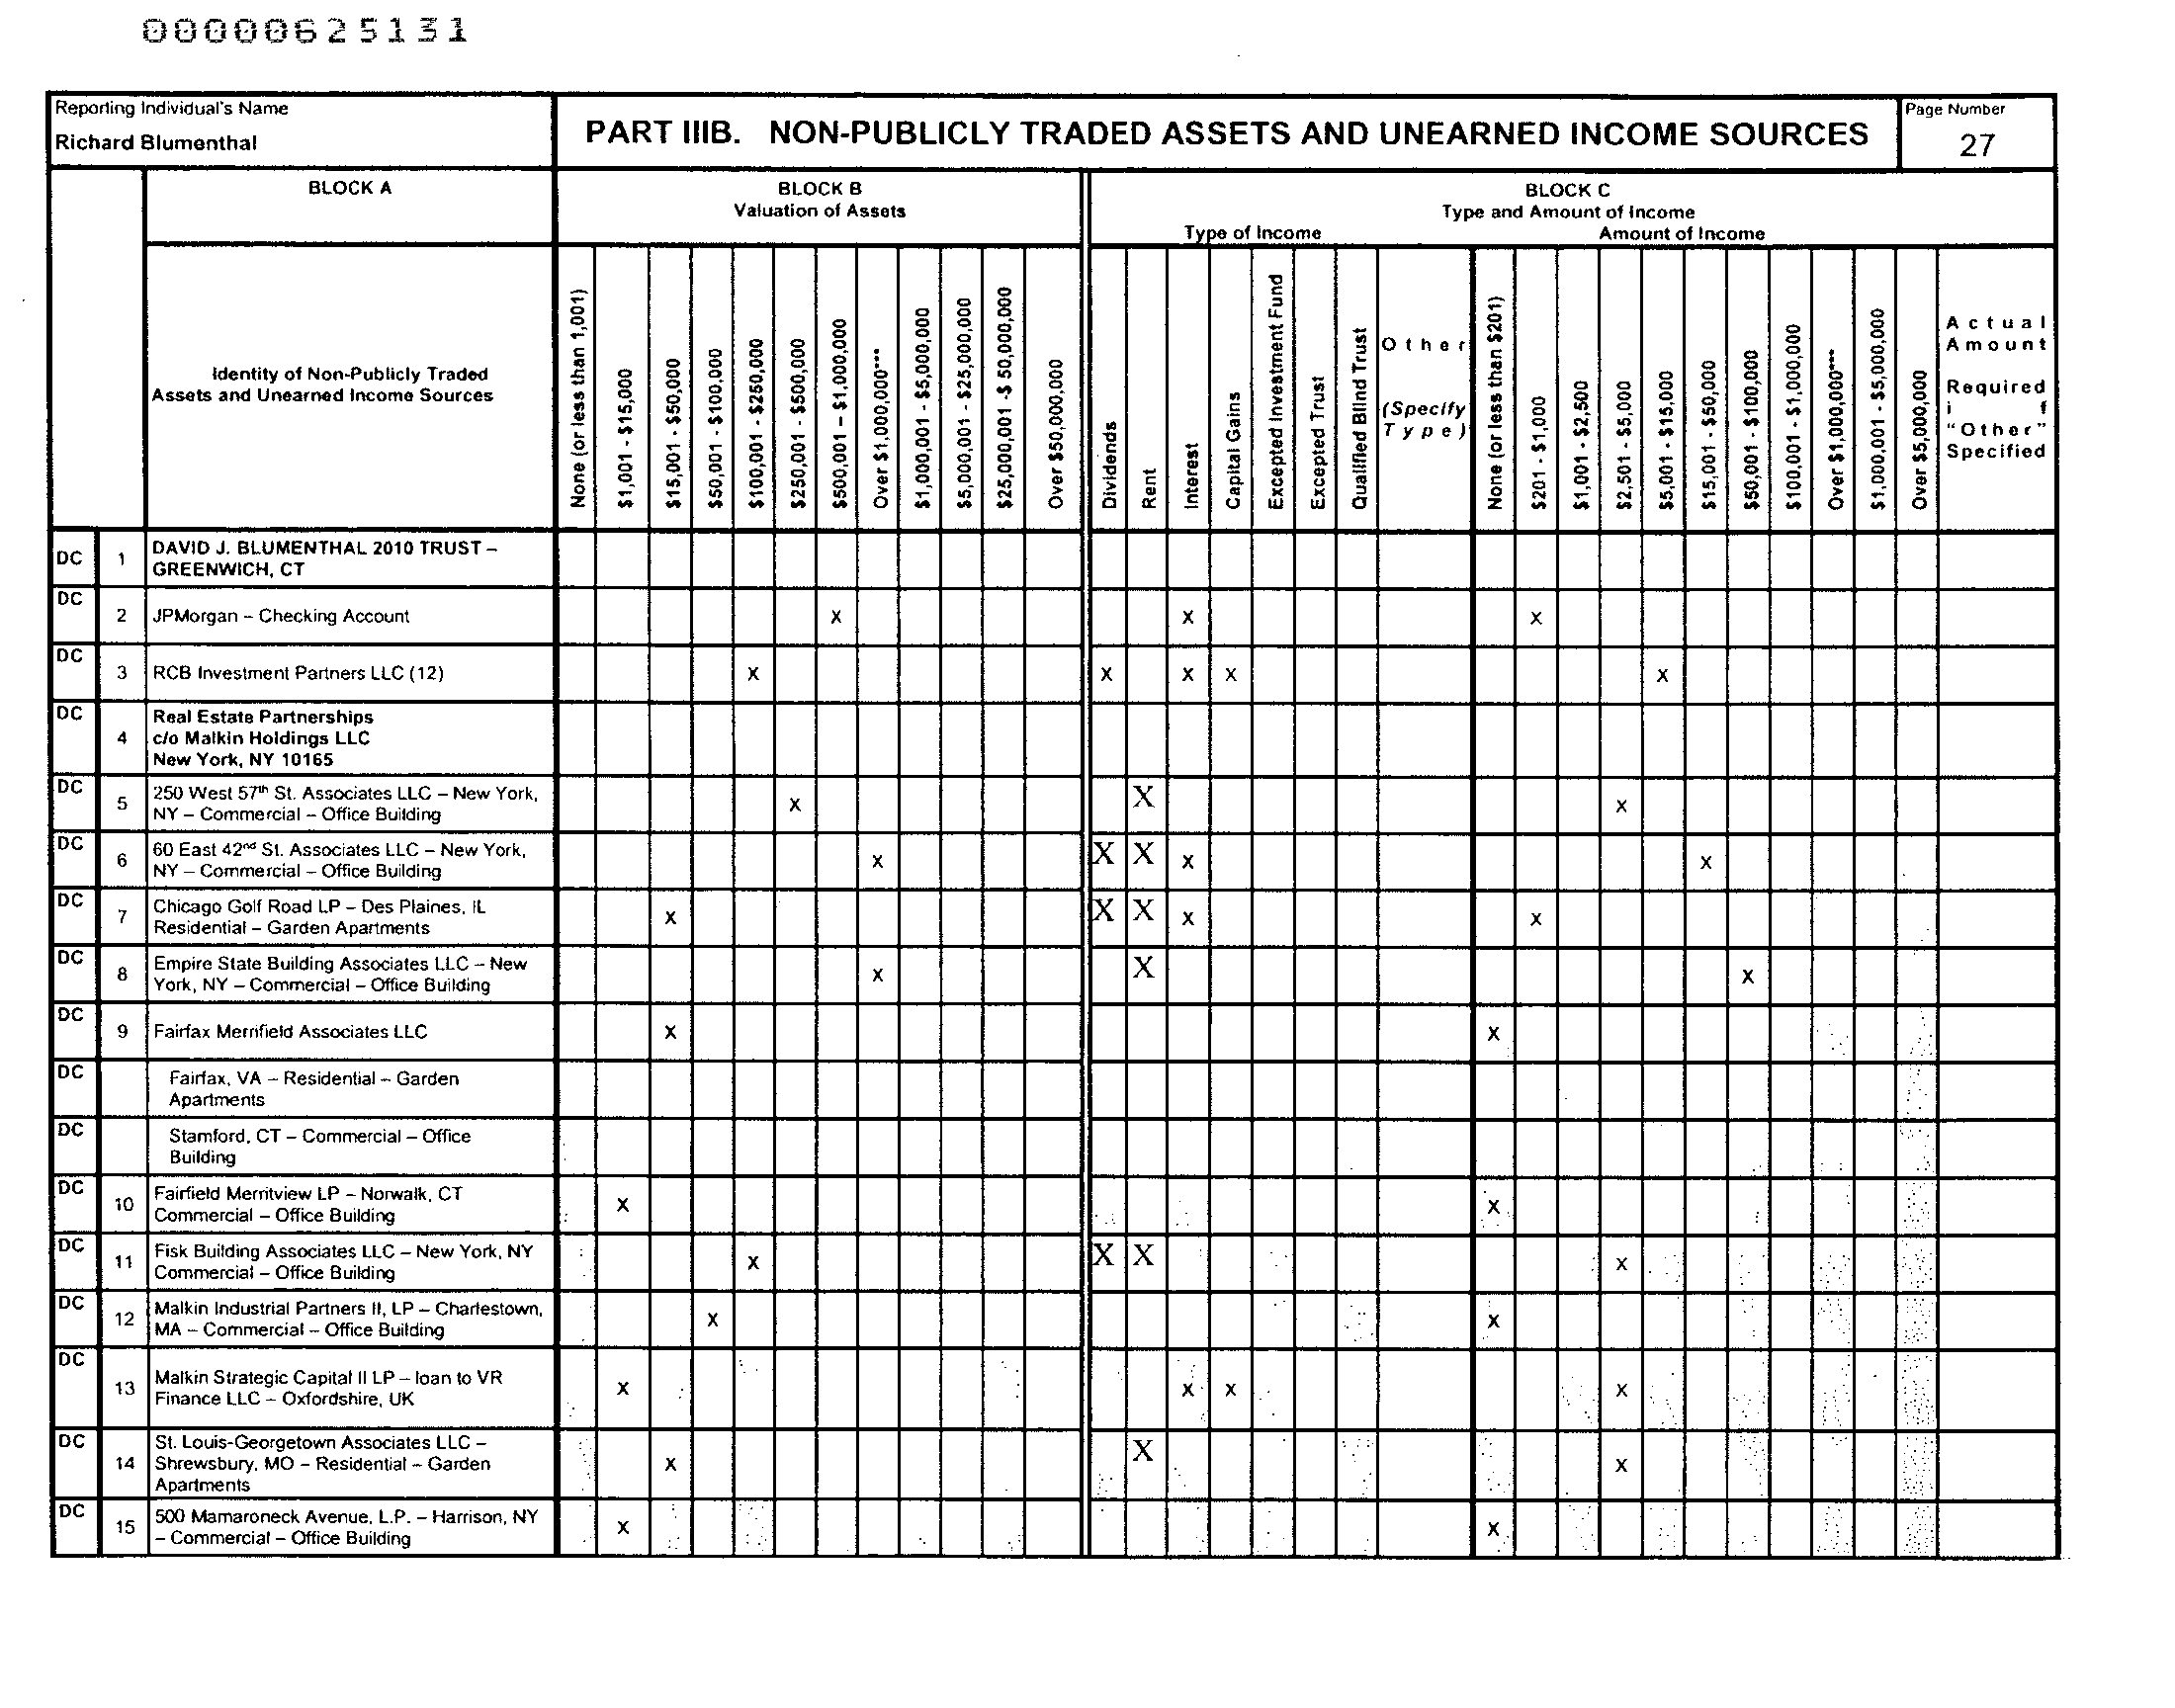 00000625131
Reporting Individual's Name
Richard Blumenthal
PART IIIB. NON-PUBLICLY TRADED ASSETS AND UNEARNED INCOME SOURCES
Page Number
27
BLOCK A
BLOCK B
Valuation of Assets
BLOCK C
Type and Amount of Income
Type of Income
Amount of Income
Identity of Non-Publicly Traded
Assets and Unearned Income Sources
None (or less than 1,001)
$1,001 - $15,000
$15,001 - $50,000
$50,001 - $100,000
$100,001 - $250,000
$250,001 - $500,000
$500,001 – $1,000,000
Over $1,000,000***
$1,000,001 - $5,000,000
$5,000,001 - $25,000,000
$25,000,001 -$ 50,000,000
Over $50,000,000
Dividends
Rent
Interest
Capital Gains
Excepted Investment Fund
Excepted Trust
Qualified Blind Trust
Other
(Specify
Type)
None (or less than $201)
$201 - $1,000
$1,001 - $2,500
$2,501 - $5,000
$5,001 - $15,000
$15,001 - $50,000
$50,001 - $100,000
$100,001 - $1,000,000
Over $1,000,000***
$1,000,001 - $5,000,000
Over $5,000,000
Actual
Amount
Required
if
"Other"
Specified
DC 1 DAVID J. BLUMENTHAL 2010 TRUST –
GREENWICH, CT
DC 2 JPMorgan – Checking Account X X X
DC 3 RCB Investment Partners LLC (12) X X X X X
DC 4 Real Estate Partnerships
c/o Malkin Holdings LLC
New York, NY 10165
DC 5 250 West 57th St. Associates LLC – New York,
NY – Commercial – Office Building X X X
DC 6 60 East 42nd St. Associates LLC – New York,
NY – Commercial – Office Building X X X X X
DC 7 Chicago Golf Road LP – Des Plaines, IL
Residential – Garden Apartments X X X X X
DC 8 Empire State Building Associates LLC – New
York, NY – Commercial – Office Building X X X
DC 9 Fairfax Merrifield Associates LLC X X
DC Fairfax, VA – Residential – Garden
Apartments
DC Stamford, CT – Commercial – Office
Building
DC 10 Fairfield Merritview LP – Norwalk, CT
Commercial – Office Building X X
DC 11 Fisk Building Associates LLC – New York, NY
Commercial – Office Building X X X X
DC 12 Malkin Industrial Partners II, LP – Charlestown,
MA – Commercial – Office Building X X
DC 13 Malkin Strategic Capital II LP – loan to VR
Finance LLC – Oxfordshire, UK X X X X
DC 14 St. Louis-Georgetown Associates LLC –
Shrewsbury, MO – Residential – Garden
Apartments X X X
DC 15 500 Mamaroneck Avenue, L.P. – Harrison, NY
– Commercial – Office Building X X